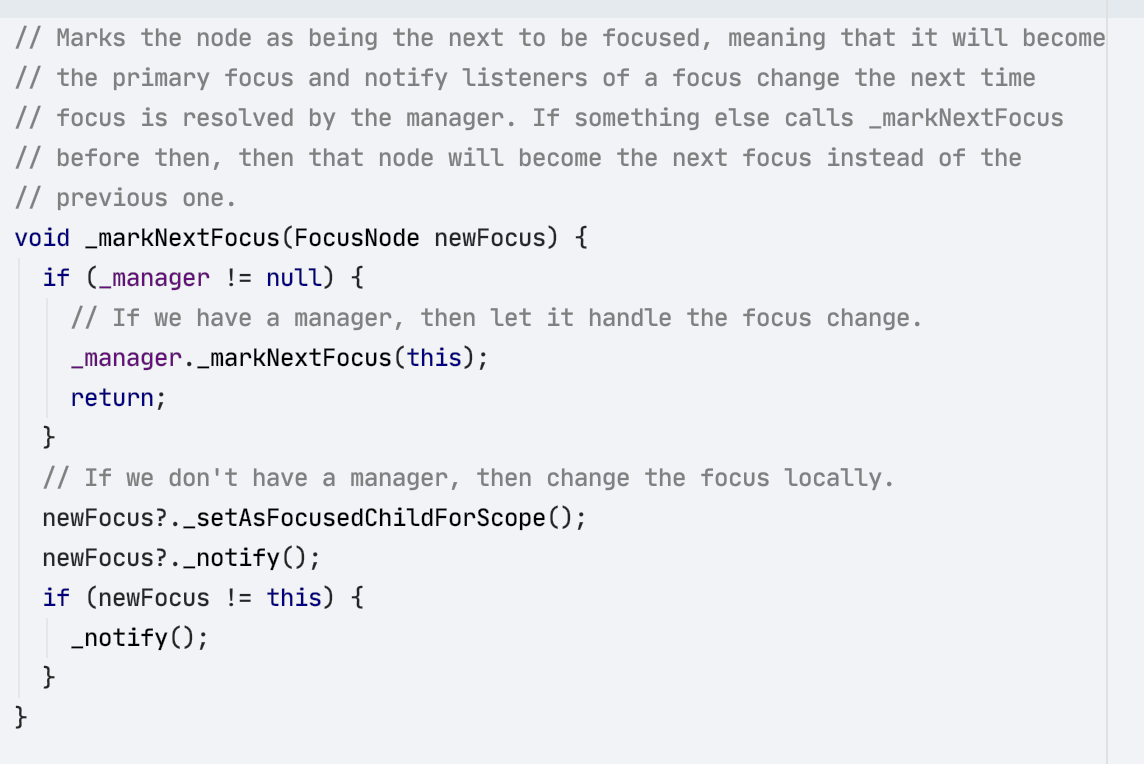 // Marks the node as being the next to be focused, meaning that it will become
// the primary focus and notify listeners of a focus change the next time
// focus is resolved by the manager. If something else calls _markNextFocus
// before then, then that node will become the next focus instead of the
// previous one.
void _markNextFocus(FocusNode newFocus) {
  if (_manager != null) {
    // If we have a manager, then let it handle the focus change.
    _manager._markNextFocus(this);
    return;
  }
  // If we don't have a manager, then change the focus locally.
  newFocus?._setAsFocusedChildForScope();
  newFocus?._notify();
  if (newFocus != this) {
    _notify();
  }
}